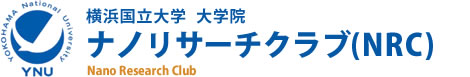 YOKOHAMA National University
YNU
横浜国立大学 大学院
ナノリサーチクラブ(NRC)
Nano Research Club